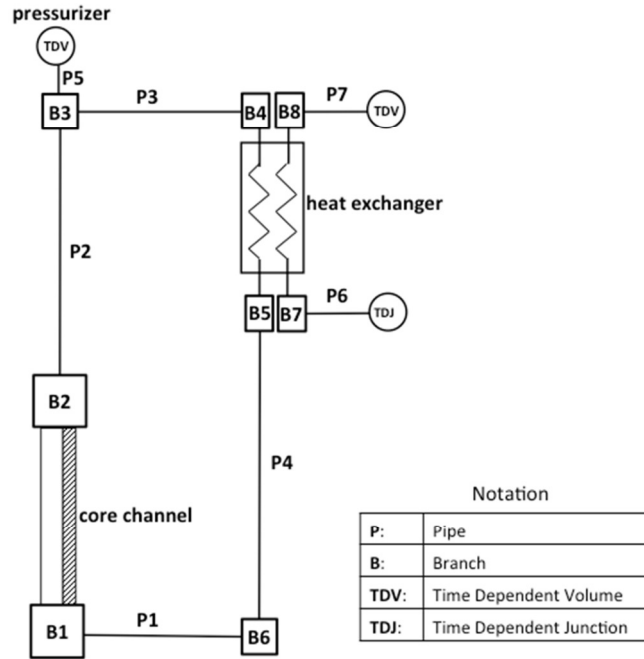 pressurizer
TDV
P5
B3
P3
B4
B8
P7
TDV
heat exchanger
P2
B5
B7
P6
TDJ
B2
P4
core channel
B1
P1
B6
Notation
P: Pipe
B: Branch
TDV: Time Dependent Volume
TDJ: Time Dependent Junction